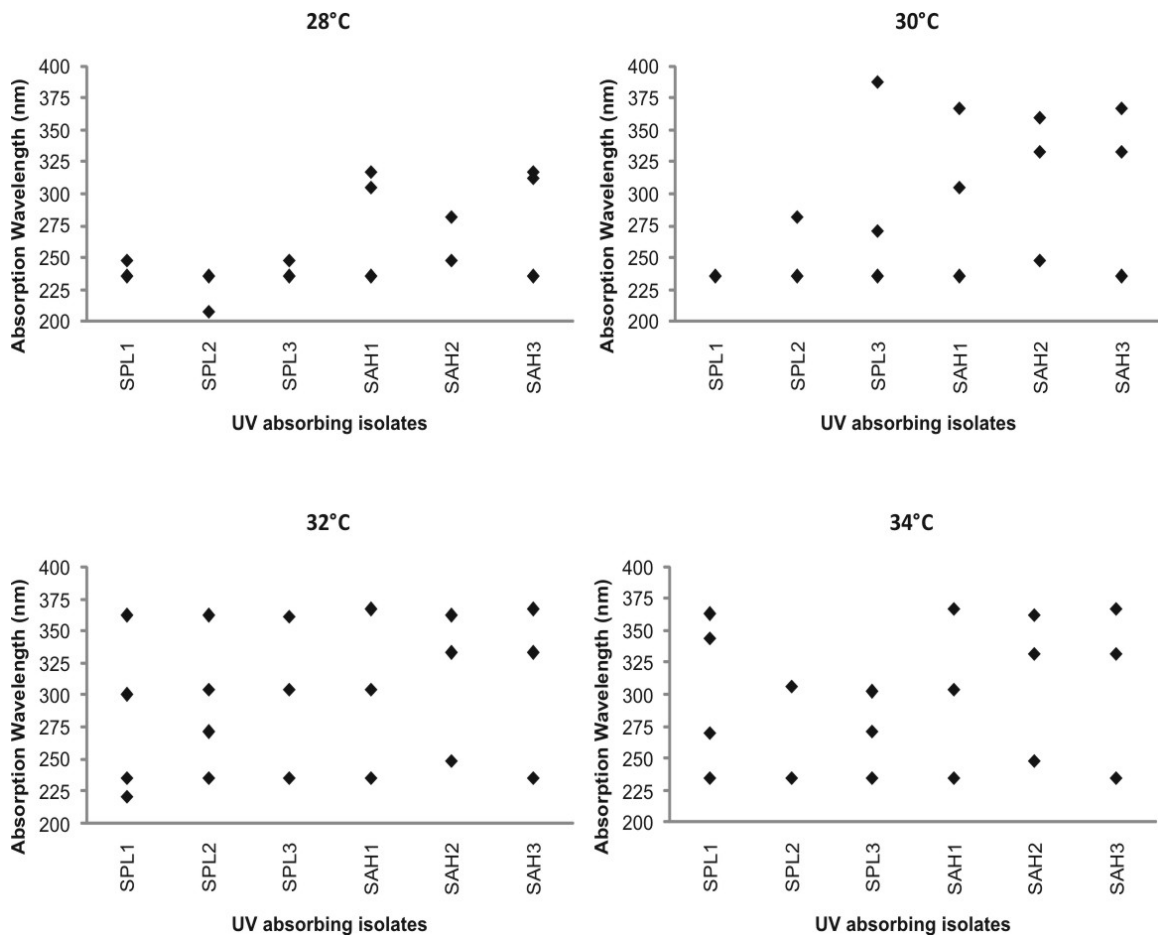 28°C
Absorption Wavelength (nm)
400
375
350
325
300
275
250
225
200
SPL1
SPL2
SPL3
SAH1
SAH2
SAH3
UV absorbing isolates
30°C
Absorption Wavelength (nm)
400
375
350
325
300
275
250
225
200
SPL1
SPL2
SPL3
SAH1
SAH2
SAH3
UV absorbing isolates
32°C
Absorption Wavelength (nm)
400
375
350
325
300
275
250
225
200
SPL1
SPL2
SPL3
SAH1
SAH2
SAH3
UV absorbing isolates
34°C
Absorption Wavelength (nm)
400
375
350
325
300
275
250
225
200
SPL1
SPL2
SPL3
SAH1
SAH2
SAH3
UV absorbing isolates